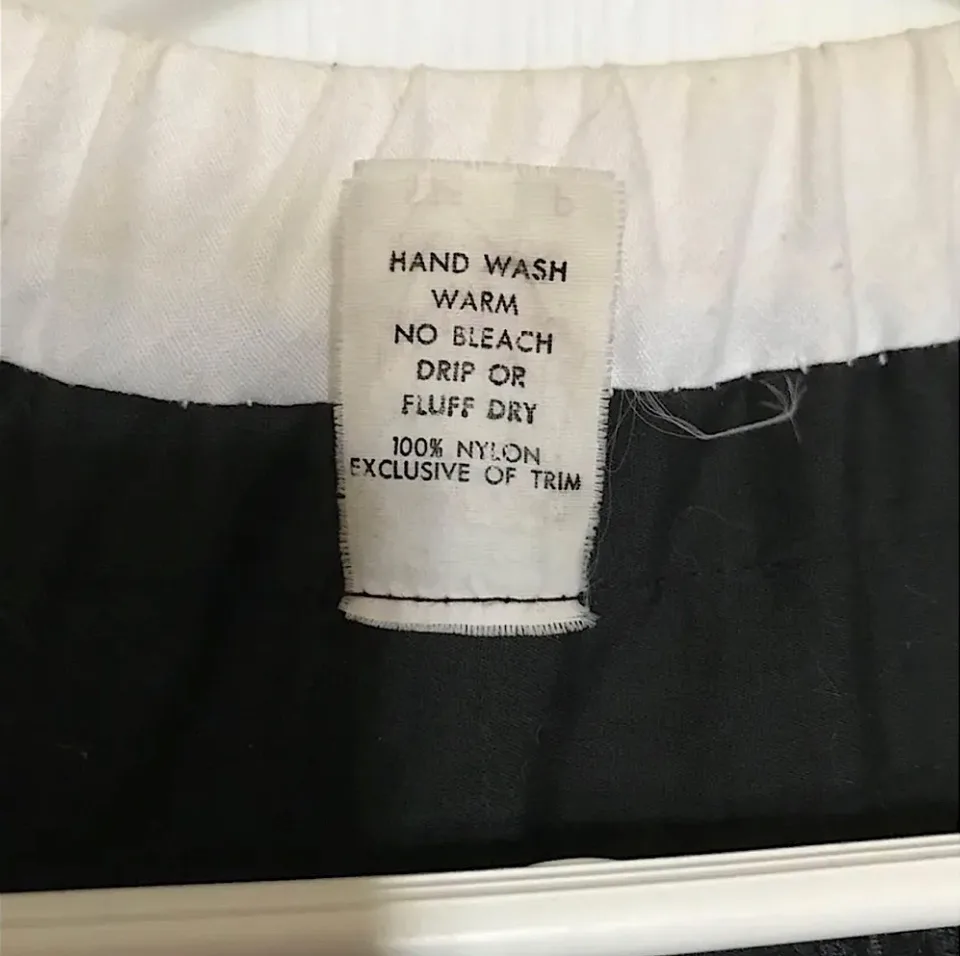 HAND WASH
WARM
NO BLEACH
DRIP OR
FLUFF DRY
100% NYLON
EXCLUSIVE OF TRIM